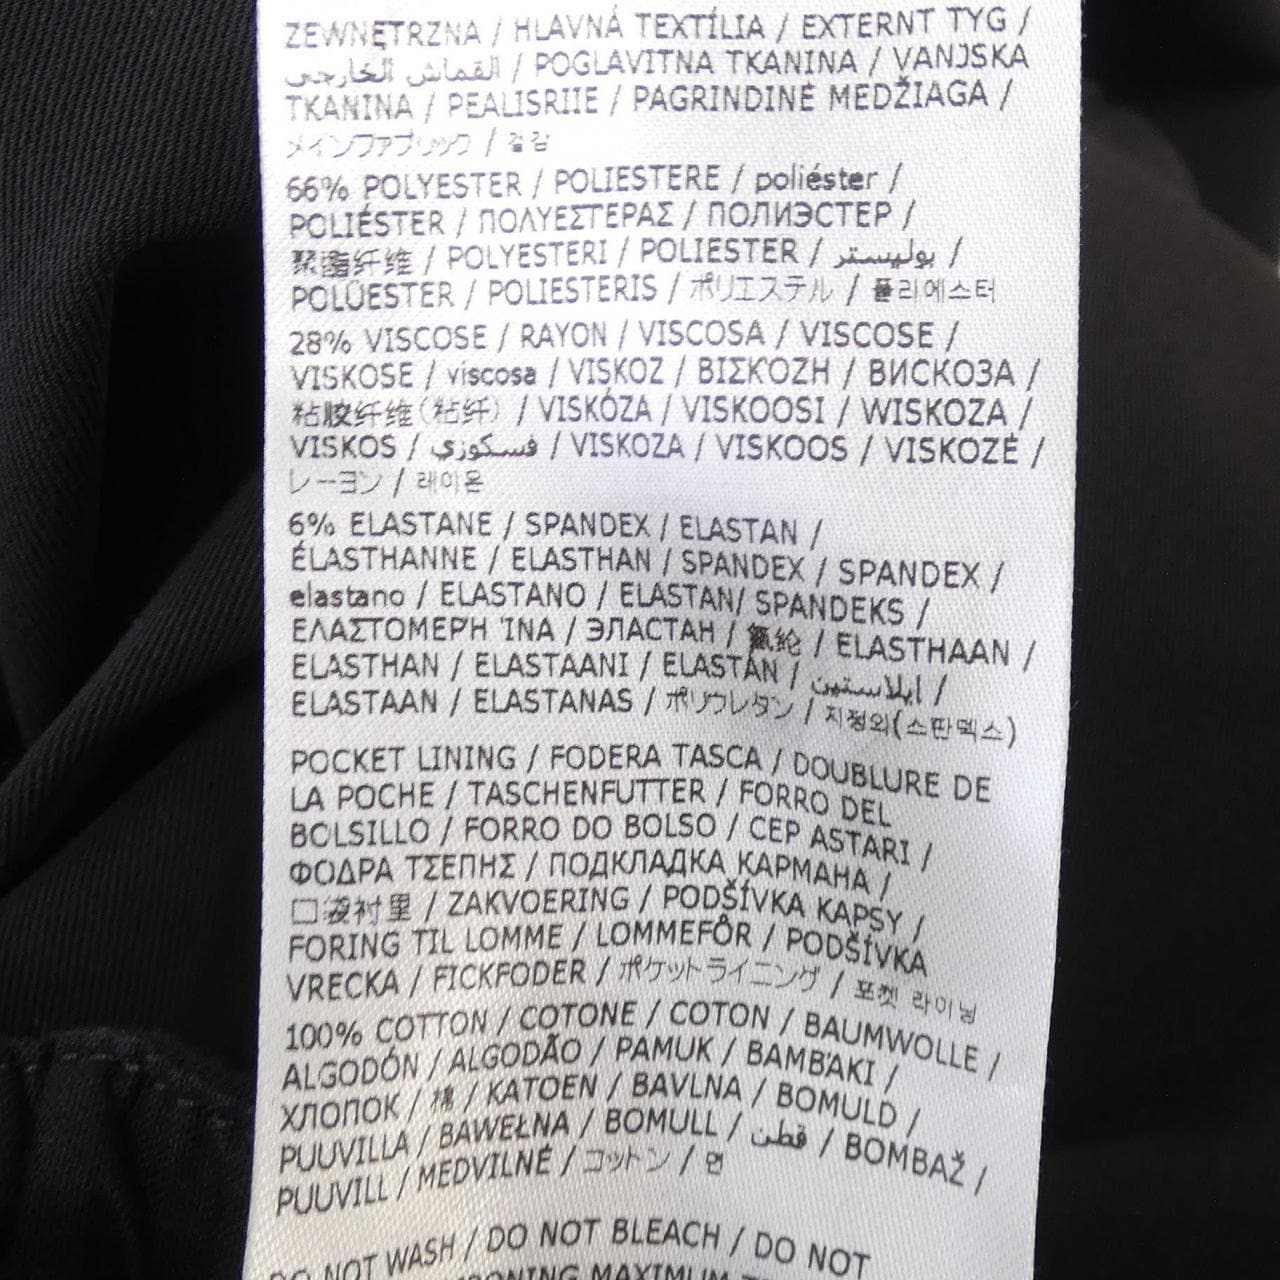 ZEWNĘTRZNA / HLAVNÁ TEXTÍLIA / EXTERNT TYG /
القماش الخارجي / POGLAVITNA TKANINA / VANJSKA
TKANINA / PEALISRIIE / PAGRINDINĖ MEDŽIAGA /
メインファブリック / 겉감
66% POLYESTER / POLIESTERE / poliéster /
POLIÉSTER / ΠΟΛΥΕΣΤΕΡΑΣ / ПОЛИЭСТЕР /
聚酯纤维 / POLYESTERI / POLIESTER / بوليستر /
POLÜESTER / POLIESTERIS / ポリエステル / 폴리에스터
28% VISCOSE / RAYON / VISCOSA / VISCOSE /
VISKOSE / viscosa / VISKOZ / ΒΙΣΚΌΖΗ / ВИСКОЗА /
粘胶纤维(粘纤) / VISKÓZA / VISKOOSI / WISKOZA /
VISKOS / فسكوزي / VISKOZA / VISKOOS / VISKOZĖ /
レーヨン / 레이온
6% ELASTANE / SPANDEX / ELASTAN /
ÉLASTHANNE / ELASTHAN / SPANDEX / SPANDEX /
elastano / ELASTANO / ELASTAN/ SPANDEKS /
ΕΛΑΣΤΟΜΕΡΉ ΊΝΑ / ЭЛАСТАН / 氨纶 / ELASTHAAN /
ELASTHAN / ELASTAANI / ELASTÁN / ايلاستين /
ELASTAAN / ELASTANAS / ポリウレタン / 지정외(스판덱스)
POCKET LINING / FODERA TASCA / DOUBLURE DE
LA POCHE / TASCHENFUTTER / FORRO DEL
BOLSILLO / FORRO DO BOLSO / CEP ASTARI /
ΦΟΔΡΑ ΤΣΕΠΗΣ / ПОДКЛАДКА КАРМАНА /
口袋衬里 / ZAKVOERING / PODŠÍVKA KAPSY /
FORING TIL LOMME / LOMMEFÔR / PODŠÍVKA
VRECKA / FICKFODER / ポケットライニング / 포켓 라이닝
100% COTTON / COTONE / COTON / BAUMWOLLE /
ALGODÓN / ALGODÃO / PAMUK / ΒΑΜΒΆΚΙ /
ХЛОПОК / 棉 / KATOEN / BAVLNA / BOMULD /
PUUVILLA / BAWEŁNA / BOMULL / قطن / BOMBAŽ /
PUUVILL / MEDVILNĖ / コットン / 면
DO NOT WASH / DO NOT BLEACH / DO NOT
IRONING MAXIMUM